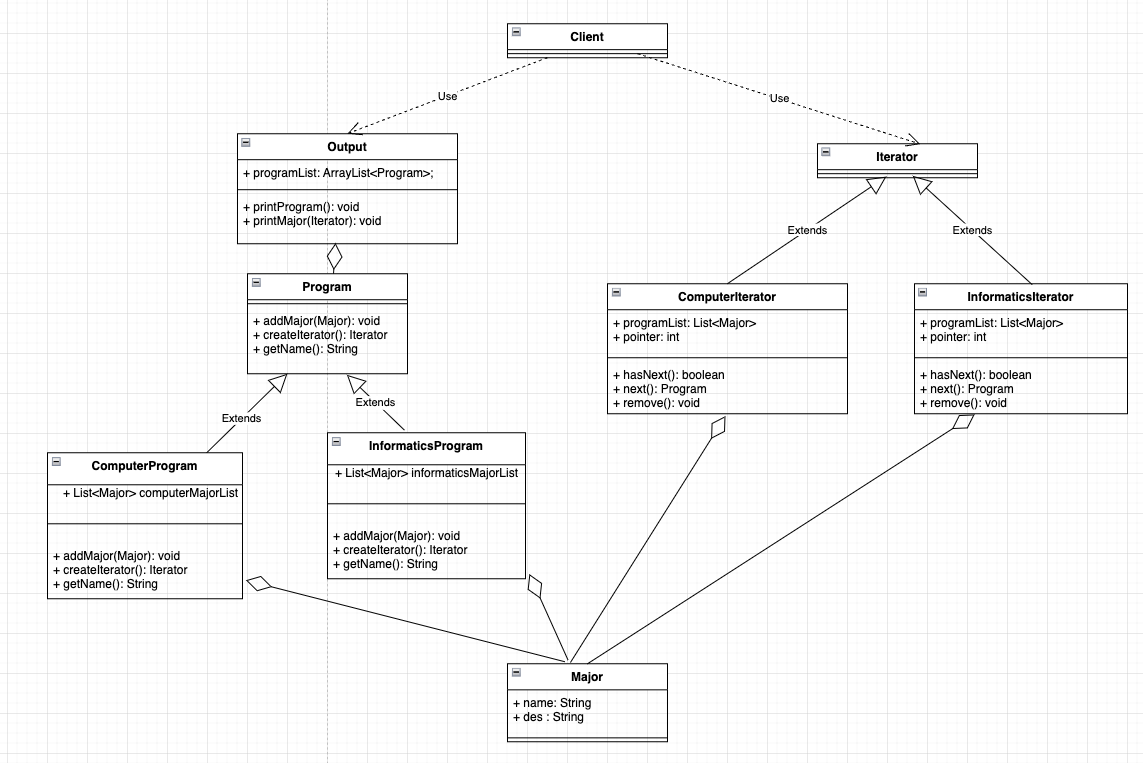 Client
Use
Use
Output
+ programList: ArrayList<Program>;
+ printProgram(): void
+ printMajor(Iterator): void
Iterator
Extends
Extends
Program
+ addMajor(Major): void
+ createIterator(): Iterator
+ getName(): String
ComputerIterator
+ programList: List<Major>
+ pointer: int
+ hasNext(): boolean
+ next(): Program
+ remove(): void
InformaticsIterator
+ programList: List<Major>
+ pointer: int
+ hasNext(): boolean
+ next(): Program
+ remove(): void
Extends
Extends
ComputerProgram
+ List<Major> computerMajorList
+ addMajor(Major): void
+ createIterator(): Iterator
+ getName(): String
InformaticsProgram
+ List<Major> informaticsMajorList
+ addMajor(Major): void
+ createIterator(): Iterator
+ getName(): String
Major
+ name: String
+ des : String